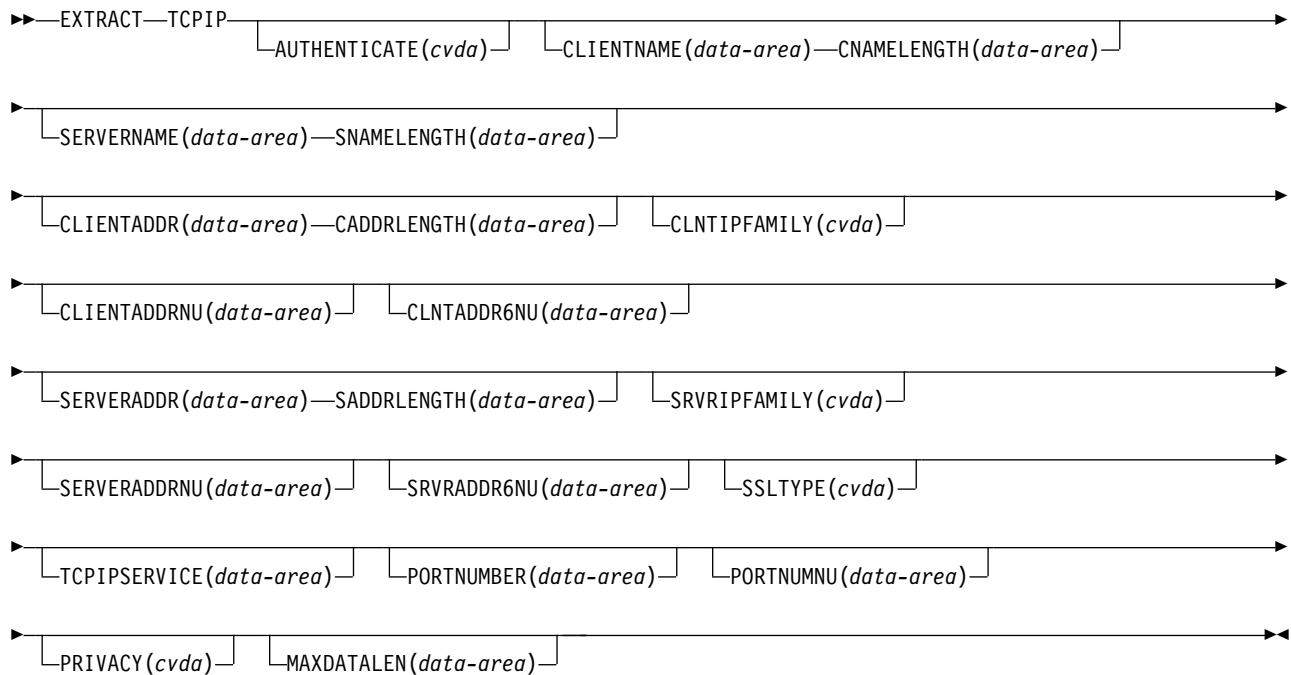 EXTRACT TCPIP
AUTHENTICATE(cvda) CLIENTNAME(data-area) CNAMELENGTH(data-area)
SERVERNAME(data-area) SNAMELENGTH(data-area)
CLIENTADDR(data-area) CADDRLENGTH(data-area) CLNTIPFAMILY(cvda)
CLIENTADDRNU(data-area) CLNTADDR6NU(data-area)
SERVERADDR(data-area) SADDRLENGTH(data-area) SRVRIPFAMILY(cvda)
SERVERADDRNU(data-area) SRVRADDR6NU(data-area) SSLTYPE(cvda)
TCPIPSERVICE(data-area) PORTNUMBER(data-area) PORTNUMNU(data-area)
PRIVACY(cvda) MAXDATALEN(data-area)